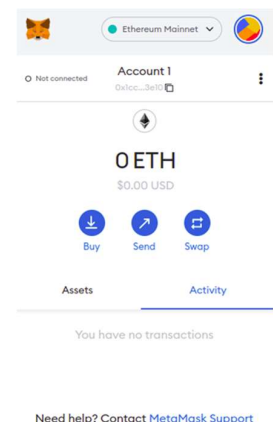 Ethereum Mainnet
Not connected
Account 1
0x1cc...3e10
0 ETH
$0.00 USD
Buy
Send
Swap
Assets
Activity
You have no transactions
Need help? Contact MetaMask Support